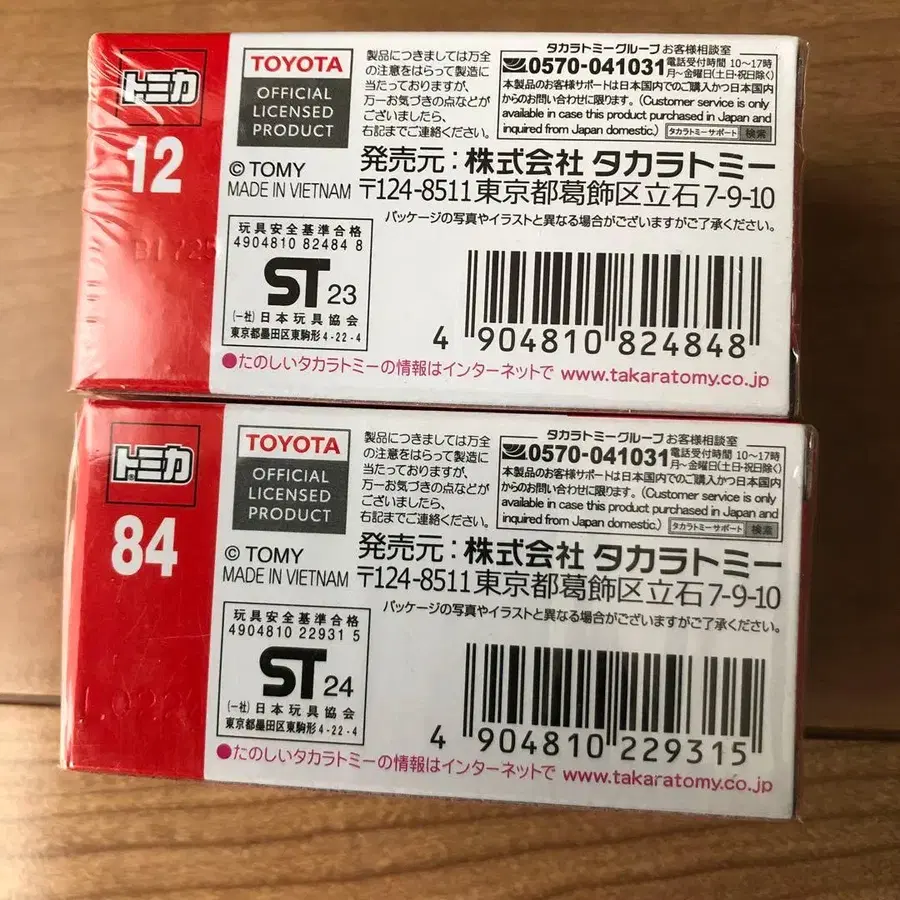 トミカ
12
TOYOTA
OFFICIAL
LICENSED
PRODUCT
© TOMY
MADE IN VIETNAM
製品につきましては万全
の注意をはらって製造に
当たっておりますが、
万一お気づきの点などが
ございましたら、
右記までご連絡ください。
タカラトミーグループ お客様相談室
0570-041031 電話受付時間 10〜17時
月〜金曜日(土日・祝日除く)
本製品のお客様サポートは日本国内でのご購入かつ日本国内
からのお問い合わせに限ります。(Customer service is only
available in case this product purchased in Japan and
inquired from Japan domestic.) タカラトミーサポート 検索
発売元:株式会社 タカラトミー
〒124-8511東京都葛飾区立石7-9-10
パッケージの写真やイラストと異なる場合がございますがご了承ください。
玩具安全基準合格
4904810 82484 8
ST 23
(一社)日本玩具協会
東京都墨田区東駒形4-22-4
4 904810 824848
●たのしいタカラトミーの情報はインターネットで www.takaratomy.co.jp
トミカ
84
TOYOTA
OFFICIAL
LICENSED
PRODUCT
© TOMY
MADE IN VIETNAM
製品につきましては万全
の注意をはらって製造に
当たっておりますが、
万一お気づきの点などが
ございましたら、
右記までご連絡ください。
タカラトミーグループ お客様相談室
0570-041031 電話受付時間 10〜17時
月〜金曜日(土日・祝日除く)
本製品のお客様サポートは日本国内でのご購入かつ日本国内
からのお問い合わせに限ります。(Customer service is only
available in case this product purchased in Japan and
inquired from Japan domestic.) タカラトミーサポート 検索
発売元:株式会社 タカラトミー
〒124-8511東京都葛飾区立石7-9-10
パッケージの写真やイラストと異なる場合がございますがご了承ください。
玩具安全基準合格
4904810 22931 5
ST 24
(一社)日本玩具協会
東京都墨田区東駒形4-22-4
4 904810 229315
●たのしいタカラトミーの情報はインターネットで www.takaratomy.co.jp